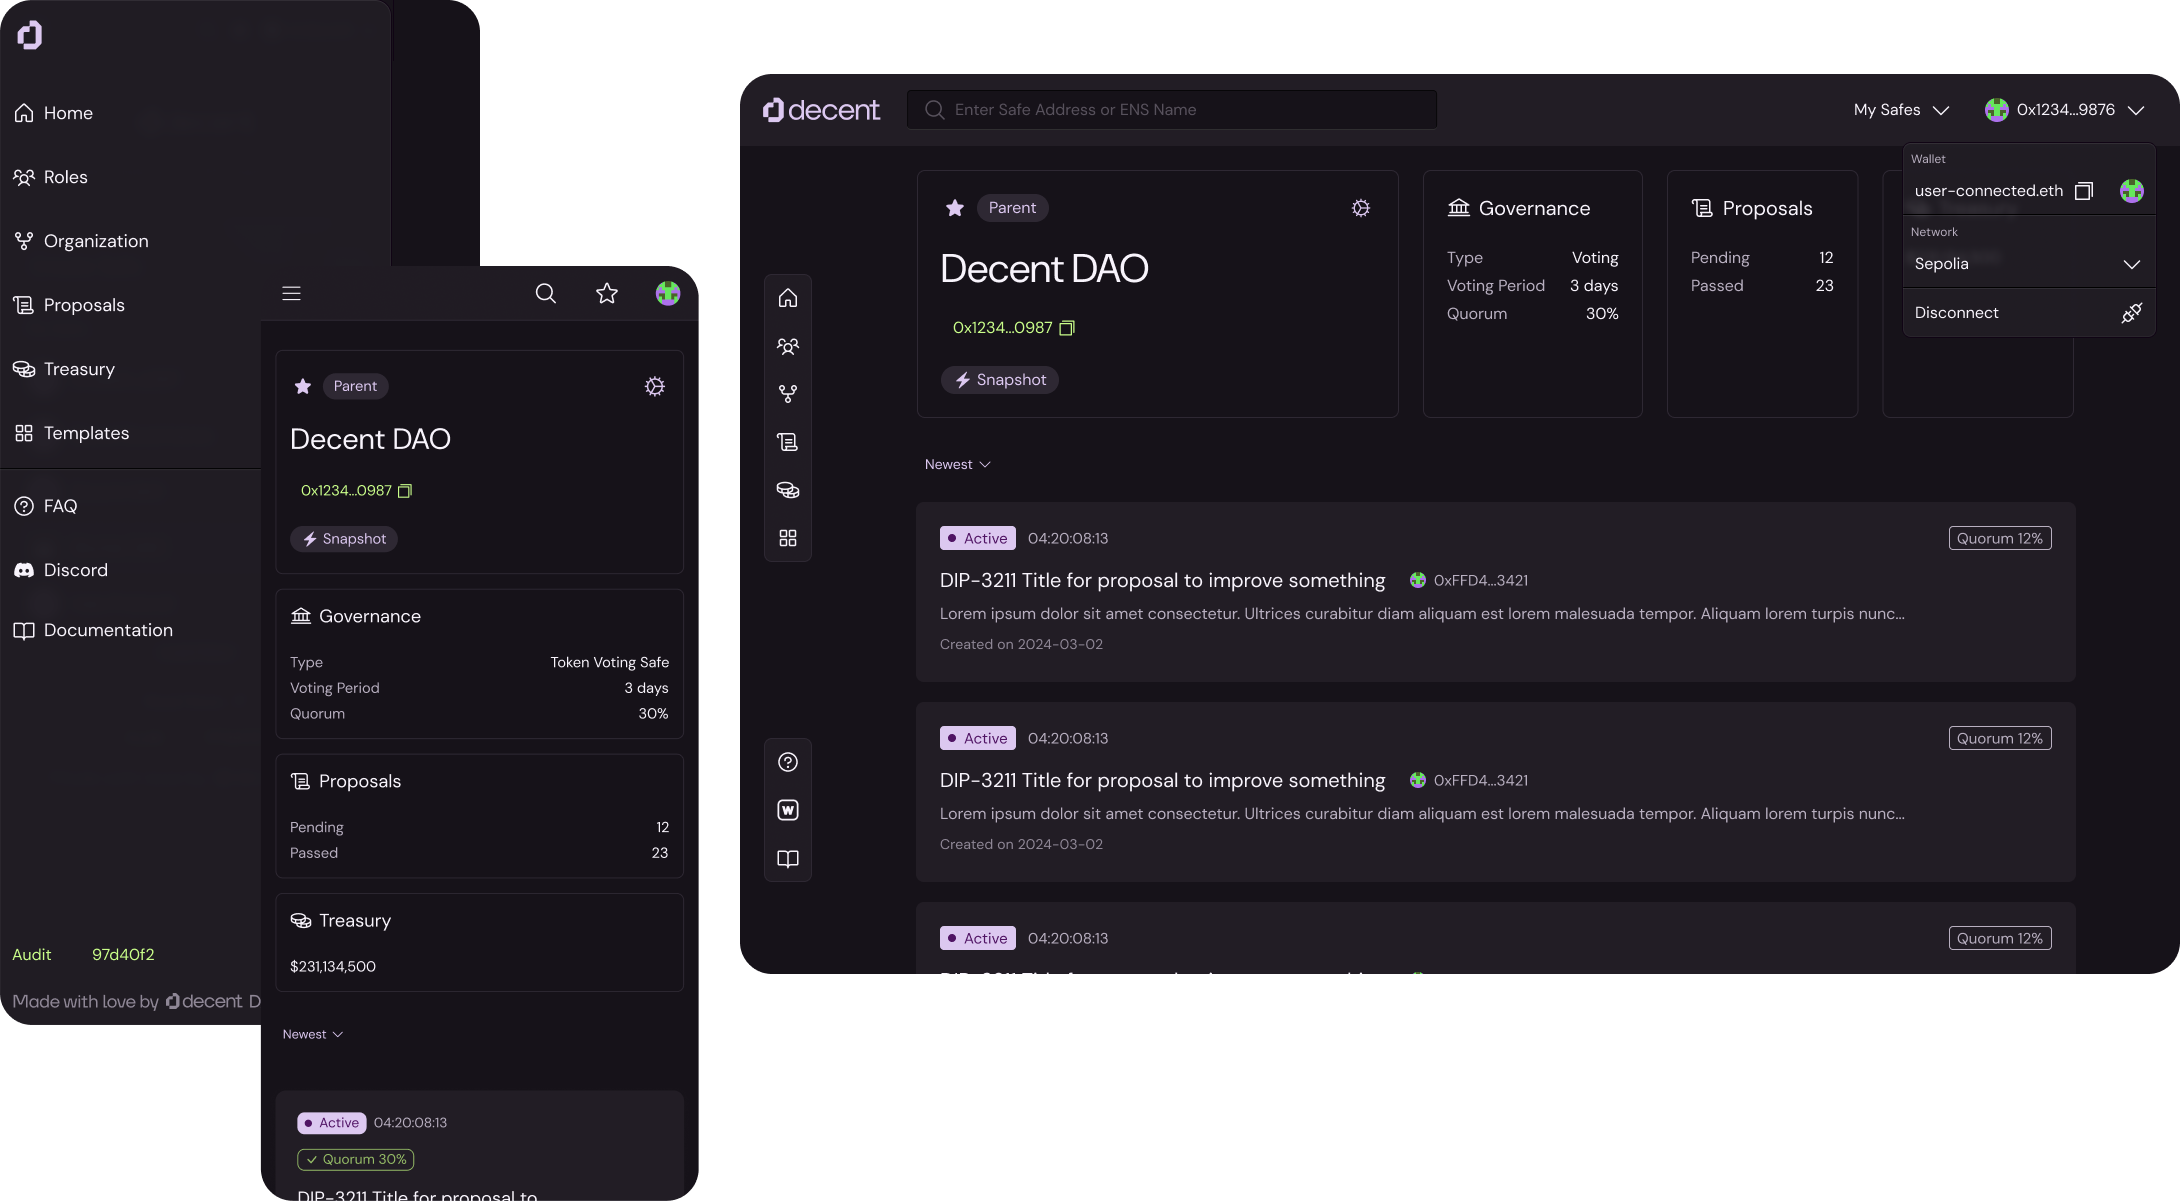 Home
Roles
Organization
Proposals
Treasury
Templates
FAQ
Discord
Documentation
Audit 97d40f2
Made with love by decent D
Parent
Decent DAO
0x1234...0987
Snapshot
Governance
Type Token Voting Safe
Voting Period 3 days
Quorum 30%
Proposals
Pending 12
Passed 23
Treasury
$231,134,500
Newest
Active 04:20:08:13
Quorum 30%
DIP-3211 Title for proposal to
decent Enter Safe Address or ENS Name My Safes 0x1234...9876
Wallet
user-connected.eth
Network
Sepolia
Disconnect
Parent
Decent DAO
0x1234...0987
Snapshot
Governance
Type Voting
Voting Period 3 days
Quorum 30%
Proposals
Pending 12
Passed 23
Newest
Active 04:20:08:13 Quorum 12%
DIP-3211 Title for proposal to improve something 0xFFD4...3421
Lorem ipsum dolor sit amet consectetur. Ultrices curabitur diam aliquam est lorem malesuada tempor. Aliquam lorem turpis nunc...
Created on 2024-03-02
Active 04:20:08:13 Quorum 12%
DIP-3211 Title for proposal to improve something 0xFFD4...3421
Lorem ipsum dolor sit amet consectetur. Ultrices curabitur diam aliquam est lorem malesuada tempor. Aliquam lorem turpis nunc...
Created on 2024-03-02
Active 04:20:08:13 Quorum 12%